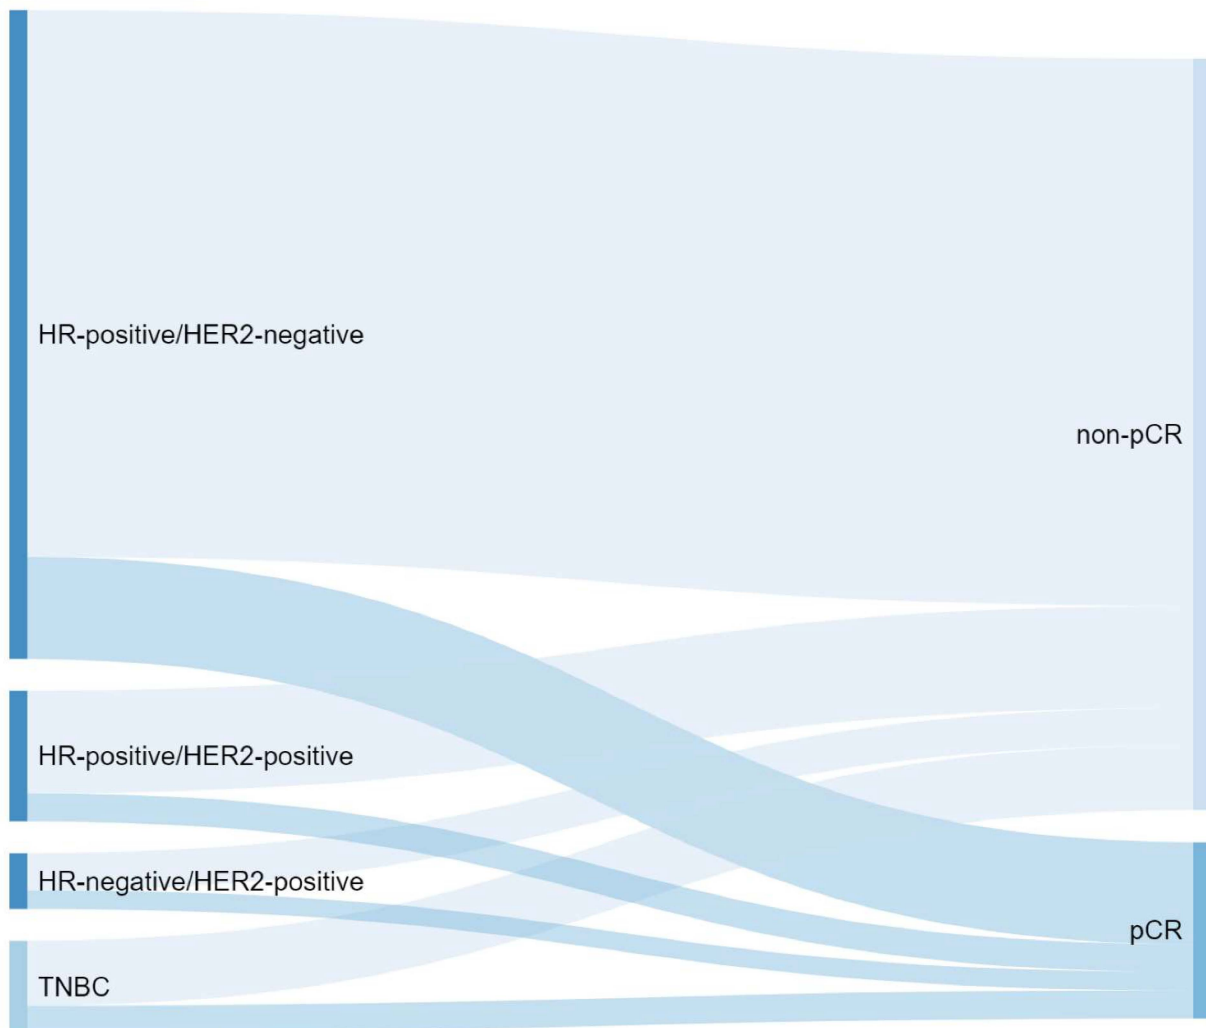 HR-positive/HER2-negative
non-pCR
HR-positive/HER2-positive
HR-negative/HER2-positive
pCR
TNBC